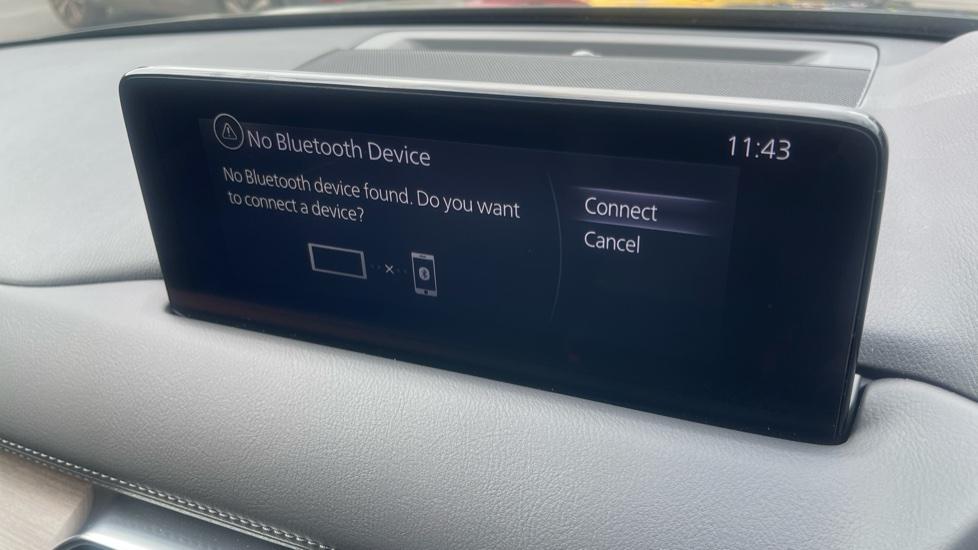 No Bluetooth Device
11:43
No Bluetooth device found. Do you want
to connect a device?
Connect
Cancel